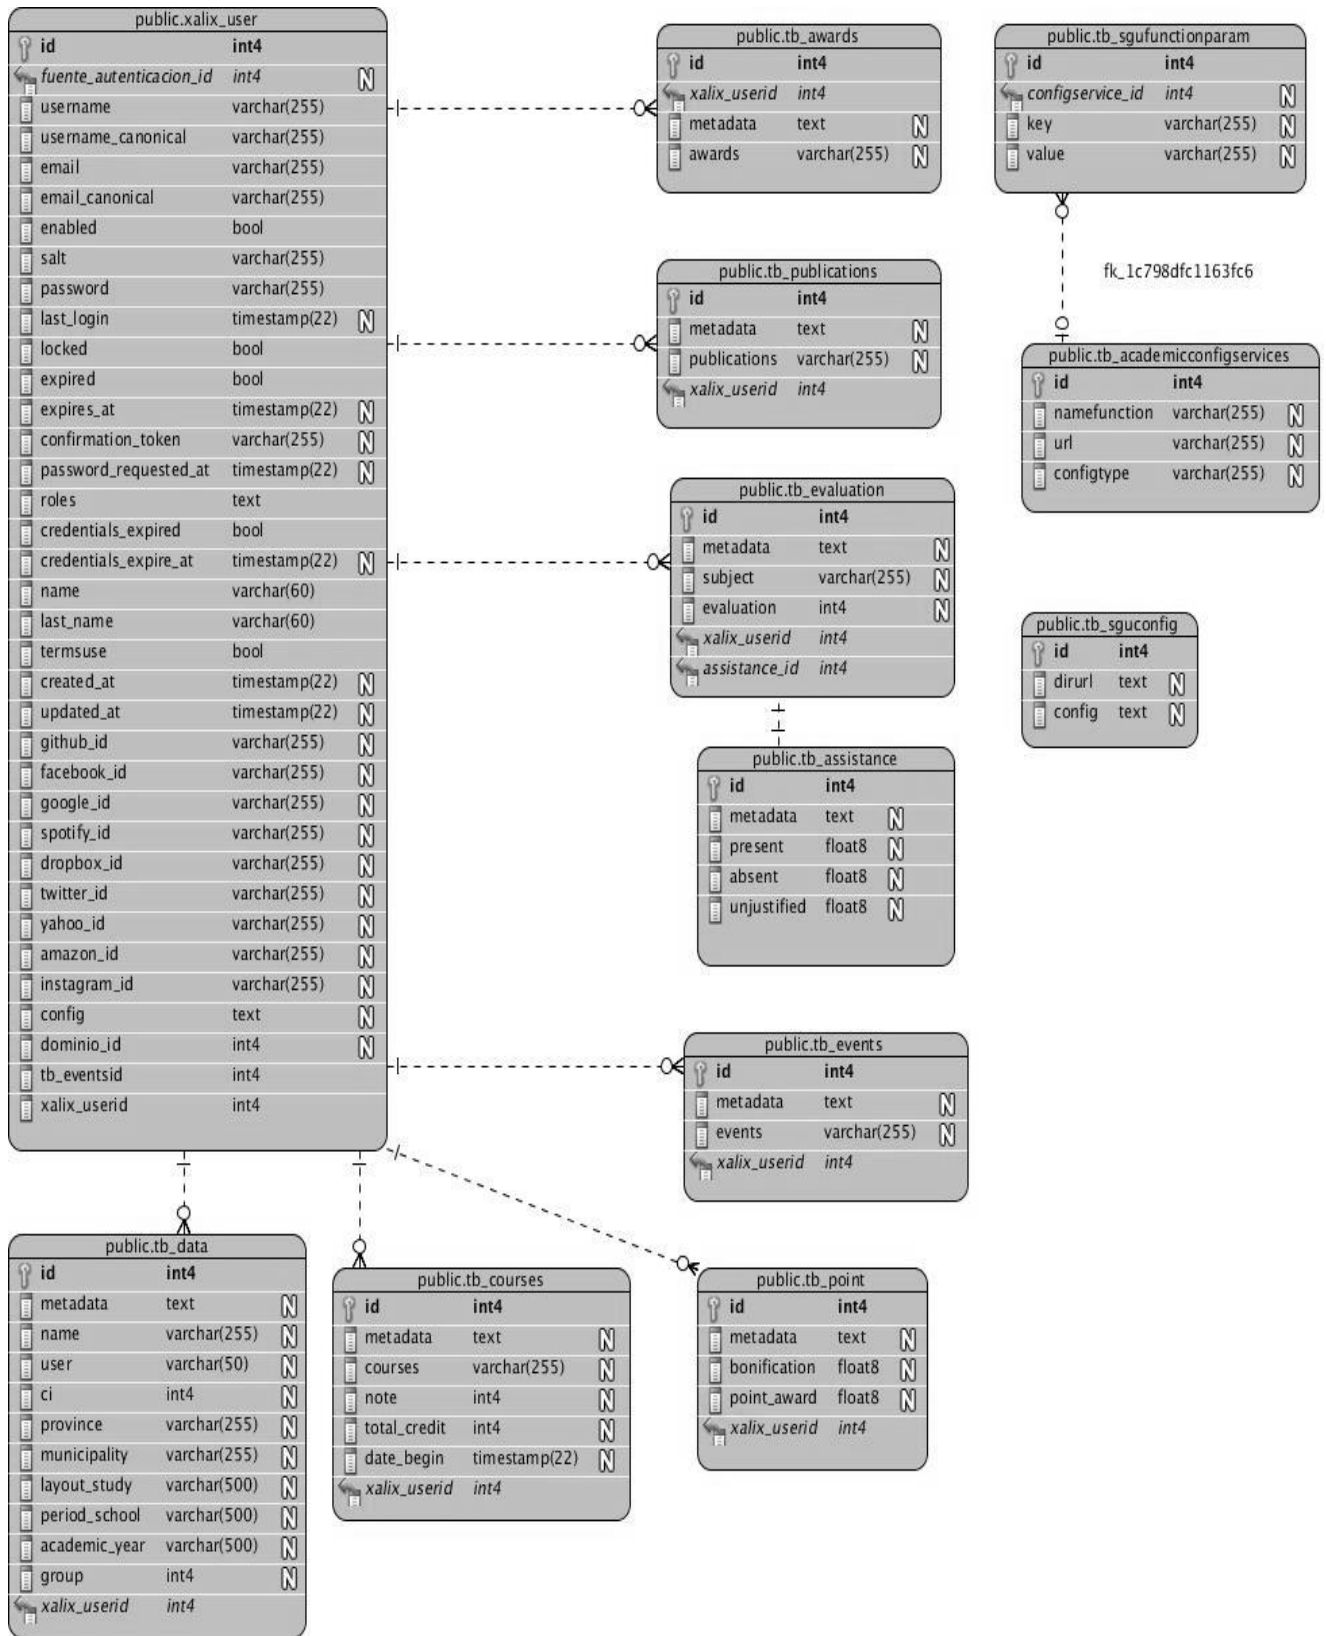 public.xalix_user
id int4
fuente_autenticacion_id int4 N
username varchar(255)
username_canonical varchar(255)
email varchar(255)
email_canonical varchar(255)
enabled bool
salt varchar(255)
password varchar(255)
last_login timestamp(22) N
locked bool
expired bool
expires_at timestamp(22) N
confirmation_token varchar(255) N
password_requested_at timestamp(22) N
roles text
credentials_expired bool
credentials_expire_at timestamp(22) N
name varchar(60)
last_name varchar(60)
termsuse bool
created_at timestamp(22) N
updated_at timestamp(22) N
github_id varchar(255) N
facebook_id varchar(255) N
google_id varchar(255) N
spotify_id varchar(255) N
dropbox_id varchar(255) N
twitter_id varchar(255) N
yahoo_id varchar(255) N
amazon_id varchar(255) N
instagram_id varchar(255) N
config text N
dominio_id int4 N
tb_eventsid int4
xalix_userid int4
public.tb_awards
id int4
xalix_userid int4
metadata text N
awards varchar(255) N
public.tb_sgufunctionparam
id int4
configservice_id int4 N
key varchar(255) N
value varchar(255) N
fk_1c798dfc1163fc6
public.tb_publications
id int4
metadata text N
publications varchar(255) N
xalix_userid int4
public.tb_academicconfigservices
id int4
namefunction varchar(255) N
url varchar(255) N
configtype varchar(255) N
public.tb_evaluation
id int4
metadata text N
subject varchar(255) N
evaluation int4 N
xalix_userid int4
assistance_id int4
public.tb_sguconfig
id int4
dirurl text N
config text N
public.tb_assistance
id int4
metadata text N
present float8 N
absent float8 N
unjustified float8 N
public.tb_events
id int4
metadata text N
events varchar(255) N
xalix_userid int4
public.tb_data
id int4
metadata text N
name varchar(255) N
user varchar(50) N
ci int4 N
province varchar(255) N
municipality varchar(255) N
layout_study varchar(500) N
period_school varchar(500) N
academic_year varchar(500) N
group int4 N
xalix_userid int4
public.tb_courses
id int4
metadata text N
courses varchar(255) N
note int4 N
total_credit int4 N
date_begin timestamp(22) N
xalix_userid int4
public.tb_point
id int4
metadata text N
bonification float8 N
point_award float8 N
xalix_userid int4